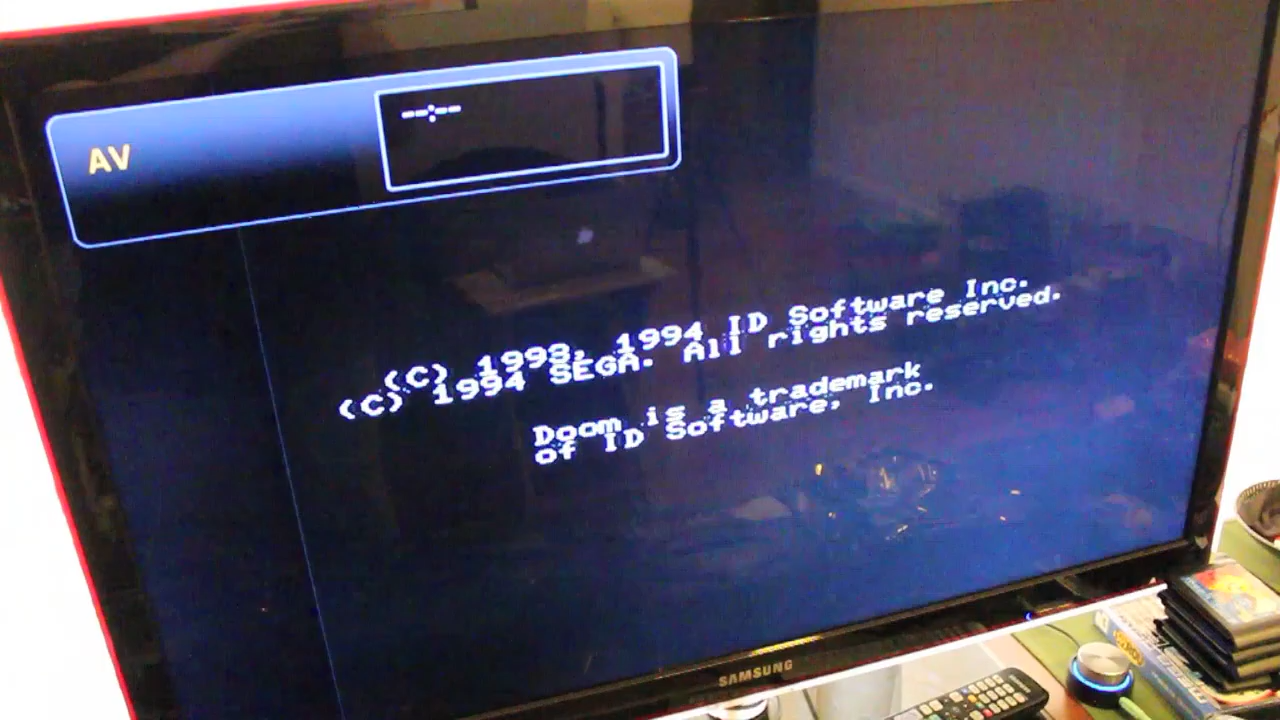 AV
--:--
(C) 1993, 1994 ID Software Inc.
(C) 1994 SEGA. All rights reserved.
Doom is a trademark
of ID Software, Inc.
SAMSUNG